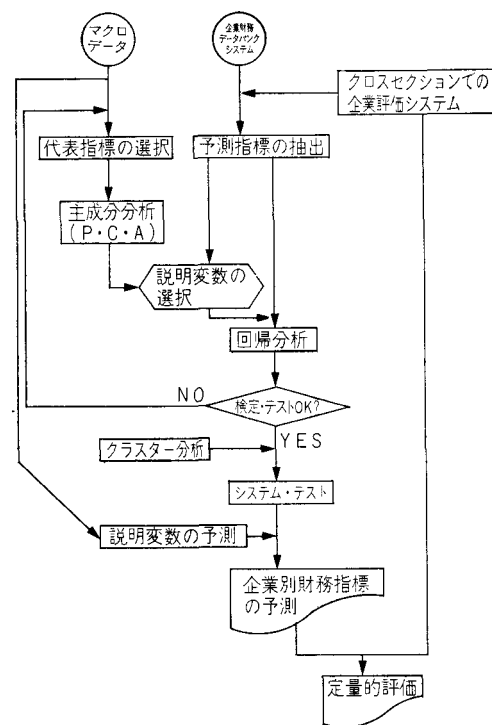 マクロ
データ
企業財務
データバンク
システム
クロスセクションでの
企業評価システム
代表指標の選択
予測指標の抽出
主成分分析
(P・C・A)
説明変数の
選択
回帰分析
NO
検定・テストOK?
YES
クラスター分析
システム・テスト
説明変数の予測
企業別財務指標
の予測
定量的評価